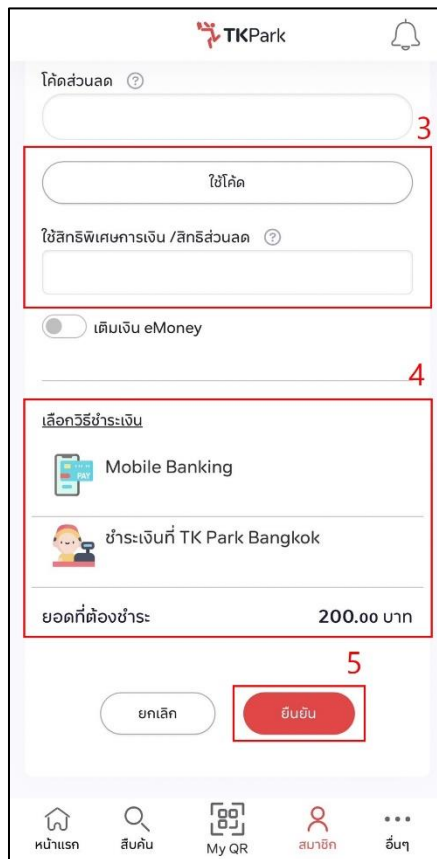 TKPark
โค้ดส่วนลด ?
3
ใช้โค้ด
ใช้สิทธิพิเศษการเงิน /สิทธิส่วนลด ?
เติมเงิน eMoney
4
เลือกวิธีชำระเงิน
PAY
Mobile Banking
ชำระเงินที่ TK Park Bangkok
ยอดที่ต้องชำระ 200.00 บาท
5
ยกเลิก ยืนยัน
หน้าแรก สืบค้น My QR สมาชิก อื่นๆ